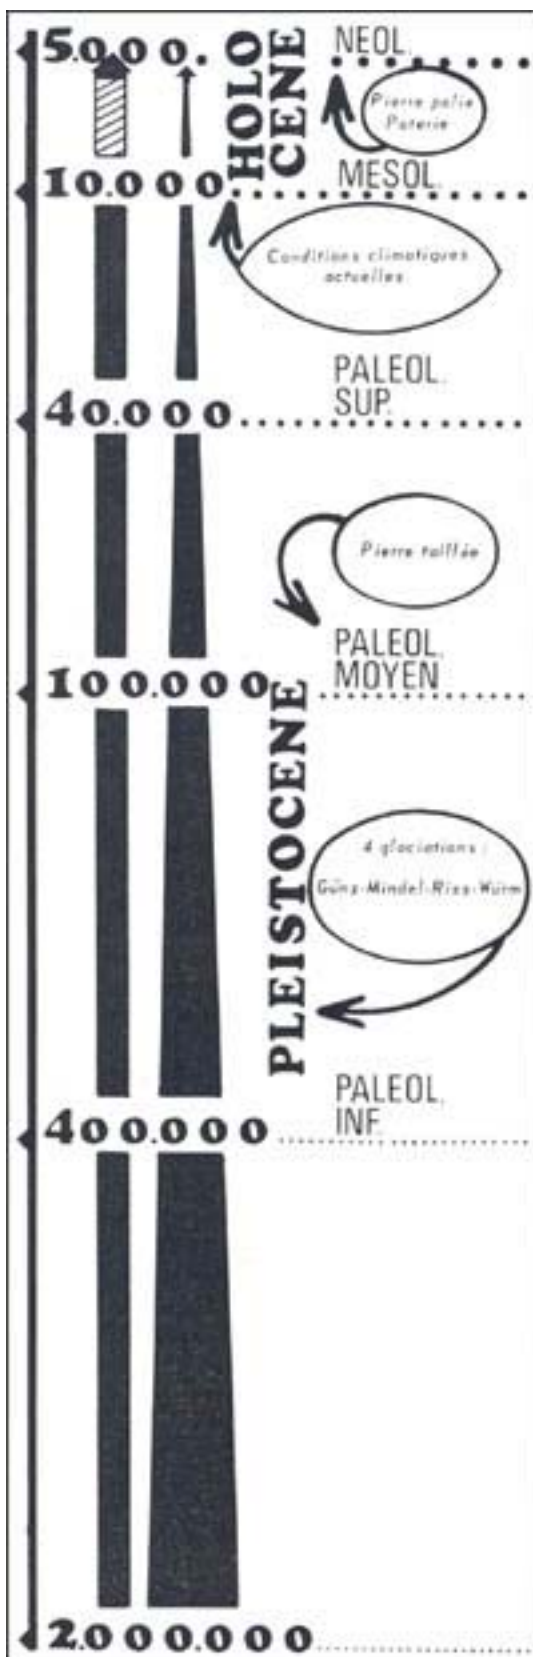 5.000.
HOLO
CENE
NEOL.
Pierre polie
Poterie
MESOL.
10.000
Conditions climatiques
actuelles
PALEOL.
SUP.
40.000
Pierre taillée
PALEOL.
MOYEN
100.000
PLEISTOCENE
4 glaciations :
Günz-Mindel-Riss-Würm
PALEOL.
INF.
400.000
2.000.000